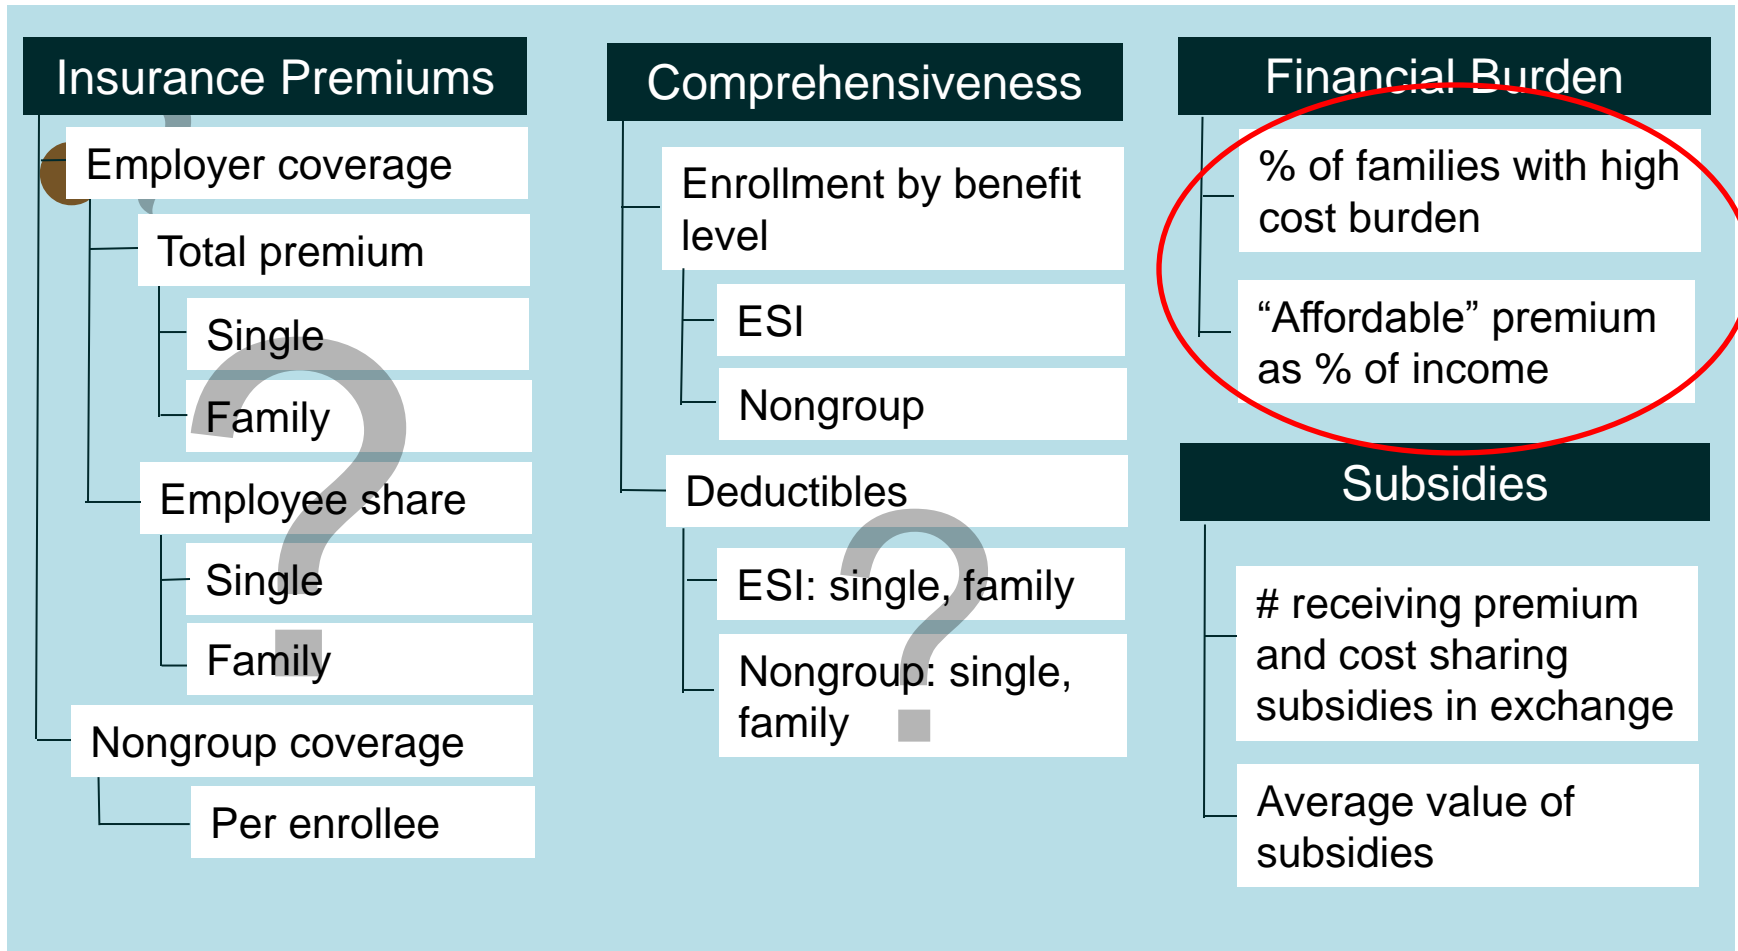 Insurance Premiums
Employer coverage
Total premium
Single
Family
Employee share
Single
Family
Nongroup coverage
Per enrollee
Comprehensiveness
Enrollment by benefit
level
ESI
Nongroup
Deductibles
ESI: single, family
Nongroup: single,
family
Financial Burden
% of families with high
cost burden
“Affordable” premium
as % of income
Subsidies
# receiving premium
and cost sharing
subsidies in exchange
Average value of
subsidies
?
?